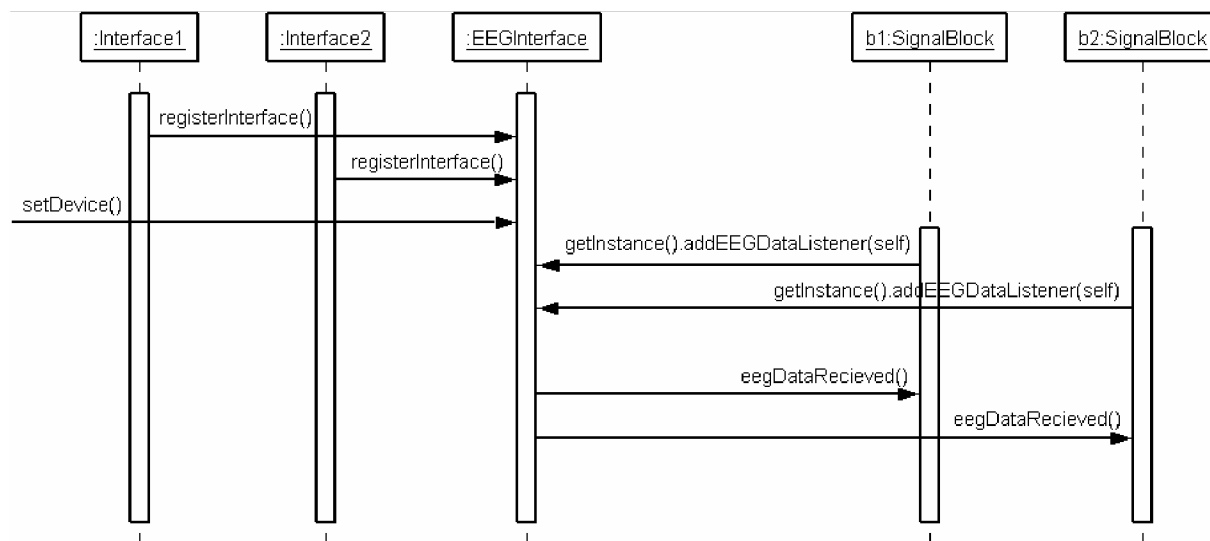 :Interface1
:Interface2
:EEGInterface
b1:SignalBlock
b2:SignalBlock
registerInterface()
registerInterface()
setDevice()
getInstance().addEEGDataListener(self)
getInstance().addEEGDataListener(self)
eegDataRecieved()
eegDataRecieved()